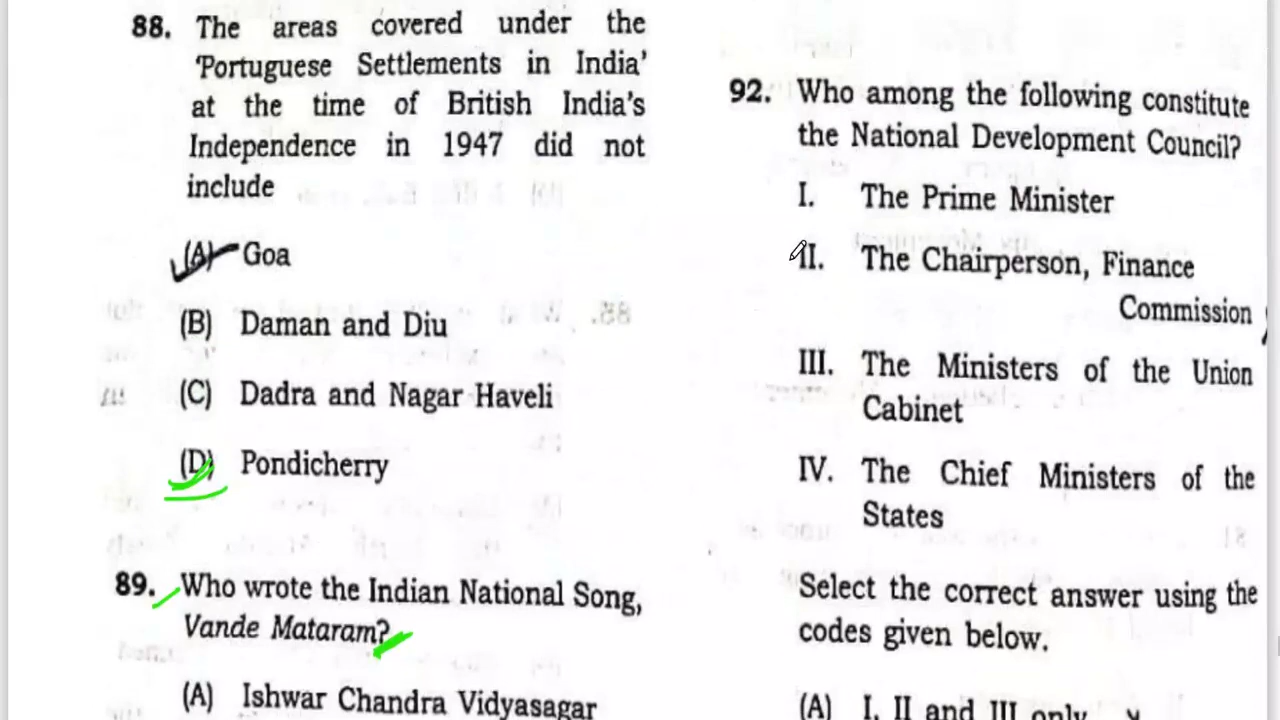 88. The areas covered under the
'Portuguese Settlements in India'
at the time of British India's
Independence in 1947 did not
include
(A) Goa
(B) Daman and Diu
(C) Dadra and Nagar Haveli
(D) Pondicherry
89. Who wrote the Indian National Song,
Vande Mataram?
(A) Ishwar Chandra Vidyasagar
92. Who among the following constitute
the National Development Council?
I. The Prime Minister
II. The Chairperson, Finance
Commission
III. The Ministers of the Union
Cabinet
IV. The Chief Ministers of the
States
Select the correct answer using the
codes given below.
(A) I, II and III only